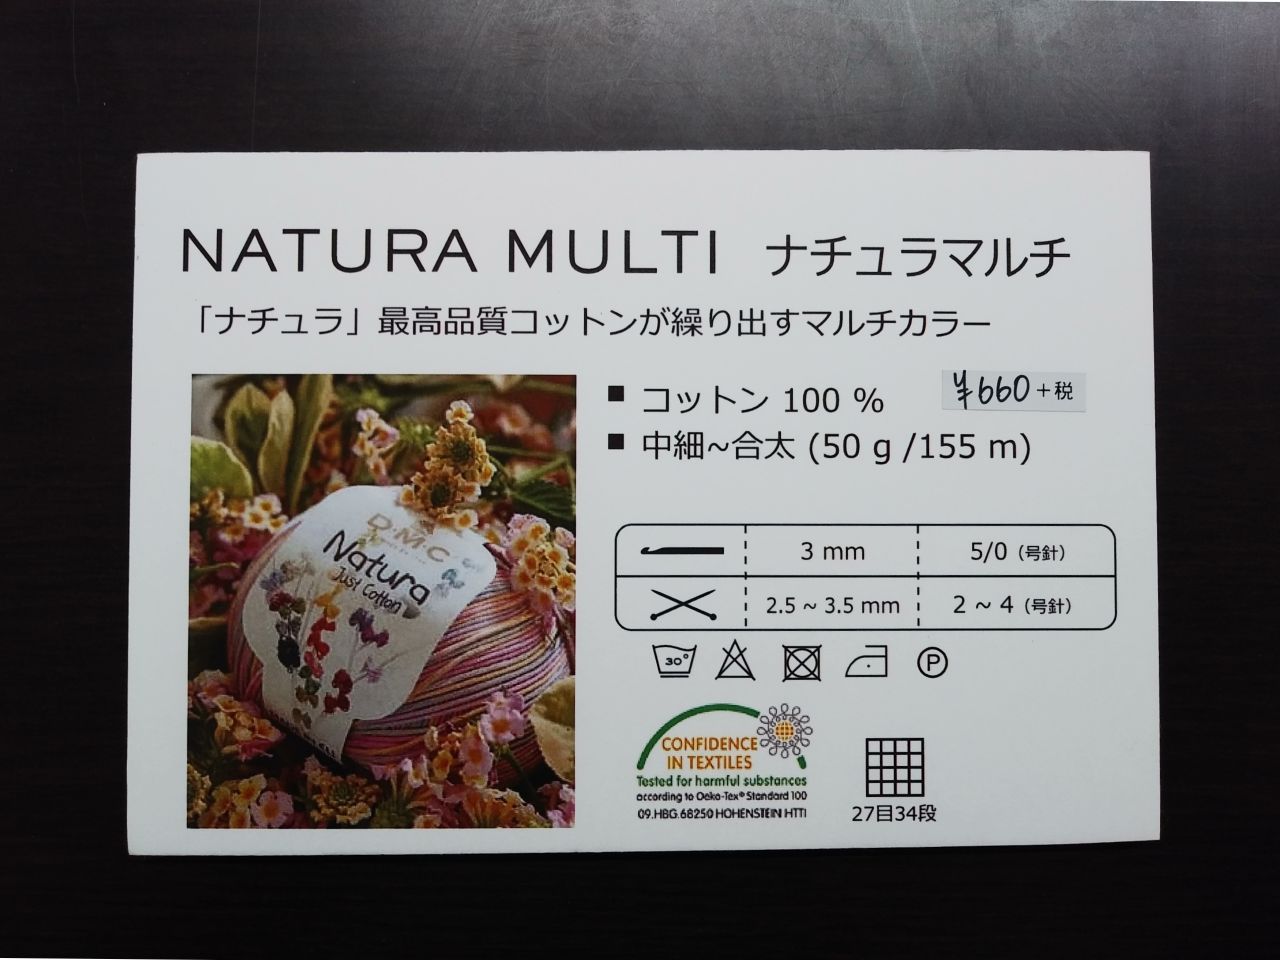 NATURA MULTI ナチュラマルチ
「ナチュラ」最高品質コットンが繰り出すマルチカラー
■ コットン 100 %
¥660+税
■ 中細~合太 (50 g /155 m)
D·M·C
Natura
Just Cotton
3 mm 5/0 (号針)
2.5 ~ 3.5 mm 2 ~ 4 (号針)
30°
P
CONFIDENCE
IN TEXTILES
Tested for harmful substances
according to Oeko-Tex® Standard 100
09.HBG.68250 HOHENSTEIN HTTI
27目34段